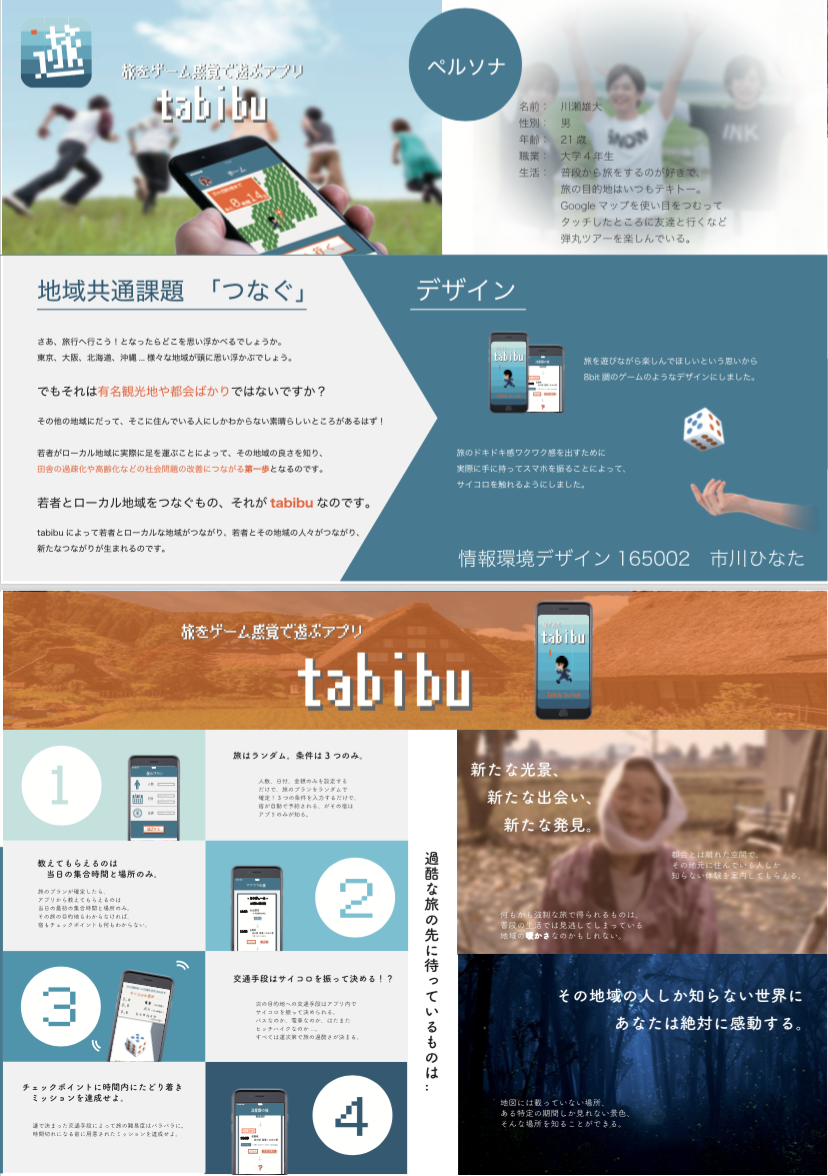 遊
旅をゲーム感覚で遊ぶアプリ
tabibu
ホーム
ペルソナ
名前： 川瀬雄大
性別： 男
年齢： 21歳
職業： 大学４年生
生活： 普段から旅をするのが好きで、
旅の目的地はいつもテキトー。
Google マップを使い目をつむって
タッチしたところに友達と行くなど
弾丸ツアーを楽しんでいる。
地域共通課題 「つなぐ」
さあ、旅行へ行こう！となったらどこを思い浮かべるでしょうか。
東京、大阪、北海道、沖縄 ... 様々な地域が頭に思い浮かぶでしょう。
でもそれは有名観光地や都会ばかりではないですか？
その他の地域にだって、そこに住んでいる人にしかわからない素晴らしいところがあるはず！
若者がローカル地域に実際に足を運ぶことによって、その地域の良さを知り、
田舎の過疎化や高齢化などの社会問題の改善につながる第一歩となるのです。
若者とローカル地域をつなぐもの、それが tabibu なのです。
tabibu によって若者とローカルな地域がつながり、若者とその地域の人々がつながり、
新たなつながりが生まれるのです。
デザイン
tabibu
旅を遊びながら楽しんでほしいという思いから
8bit 調のゲームのようなデザインにしました。
旅のドキドキ感ワクワク感を出すために
実際に手に持ってスマホを振ることによって、
サイコロを触れるようにしました。
情報環境デザイン 165002　市川ひなた
旅をゲーム感覚で遊ぶアプリ
tabibu
tabibu
1
旅はランダム。条件は３つのみ。
人数、日付、金額のみを設定する
だけで、旅のプランをランダムで
確定！３つの条件を入力するだけで、
宿が自動で予約される、がその宿は
アプリのみが知る。
教えてもらえるのは
当日の集合時間と場所のみ。
旅のプランが確定したら、
アプリから教えてもらえるのは
当日の最初の集合時間と場所のみ。
その旅の目的地もわからなければ、
宿もチェックポイントも何もわからない。
2
3
交通手段はサイコロを振って決める！？
次の目的地への交通手段はアプリ内で
サイコロを振って決められる。
バスなのか、電車なのか、はたまた
ヒッチハイクなのか...。
すべては運次第で旅の過酷さが決まる。
チェックポイントに時間内にたどり着き
ミッションを達成せよ。
運で決まった交通手段によって旅の難易度はバラバラに。
時間切れになる前に用意されたミッションを達成せよ。
4
過酷な旅の先に待っているものは…
新たな光景、
新たな出会い、
新たな発見。
都会とは離れた空間で、
その地元に住んでいる人しか
知らない体験を案内してもらえる。
何もかも強制な旅で得られるものは、
普段の生活では見逃してしまっている
地域の暖かさなのかもしれない。
その地域の人しか知らない世界に
あなたは絶対に感動する。
地図には載っていない場所、
ある特定の期間しか見れない景色、
そんな場所を知ることができる。